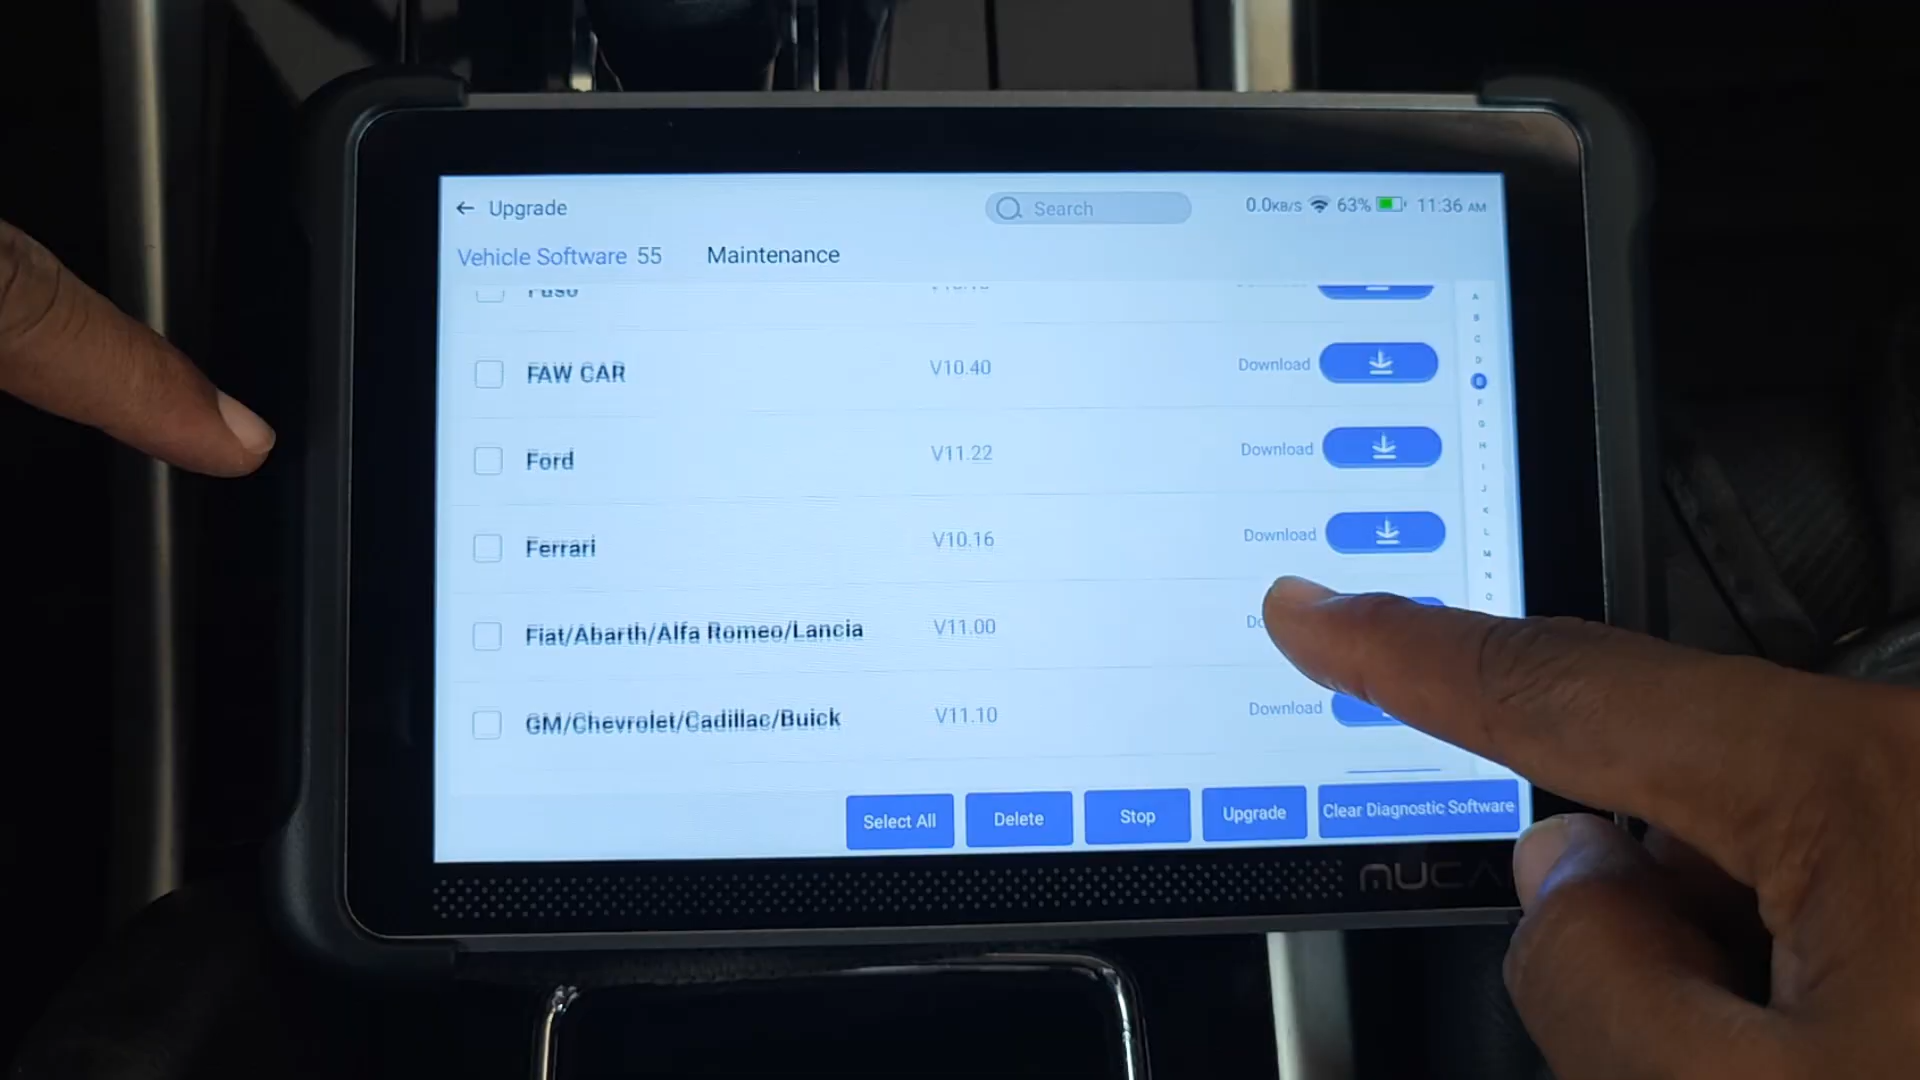 ← Upgrade
Search
0.0KB/S 63% 11:36 AM
Vehicle Software 55 Maintenance
Fuso
FAW CAR V10.40 Download
Ford V11.22 Download
Ferrari V10.16 Download
Fiat/Abarth/Alfa Romeo/Lancia V11.00
GM/Chevrolet/Cadillac/Buick V11.10 Download
A
B
C
D
F
G
H
I
J
K
L
M
N
Select All Delete Stop Upgrade Clear Diagnostic Software